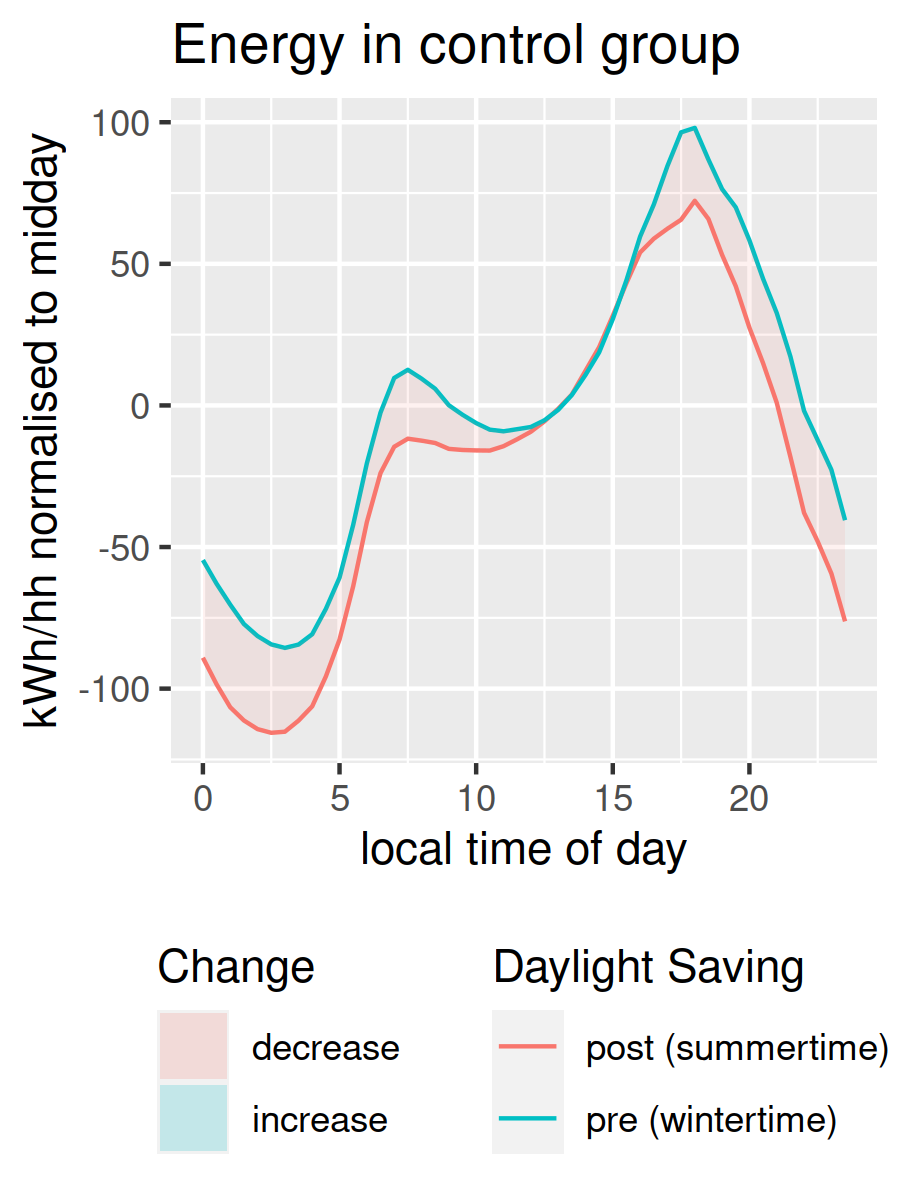 Energy in control group
kWh/hh normalised to midday
100
50
0
-50
-100
0 5 10 15 20
local time of day
Change
decrease
increase
Daylight Saving
post (summertime)
pre (wintertime)